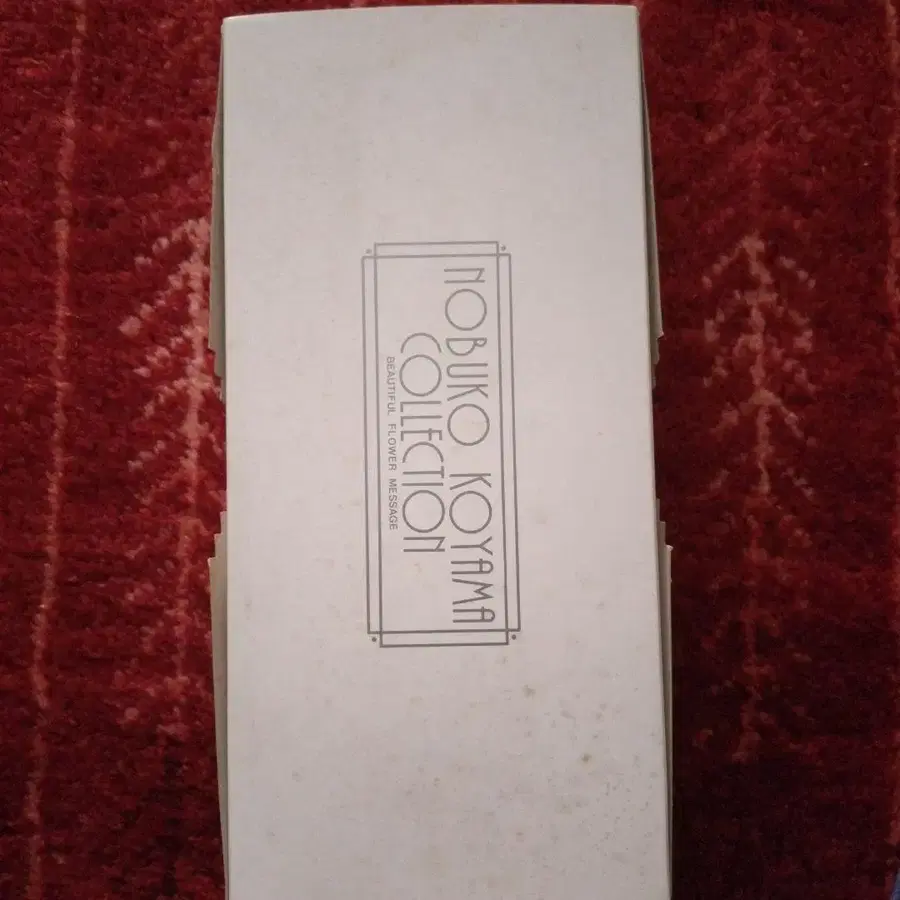 NOBUKO KOYAMA
COLLECTION
BEAUTIFUL FLOWER MESSAGE